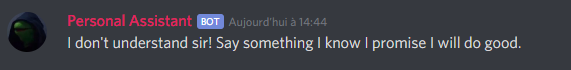 Personal Assistant BOT Aujourd'hui à 14:44
I don't understand sir! Say something I know I promise I will do good.